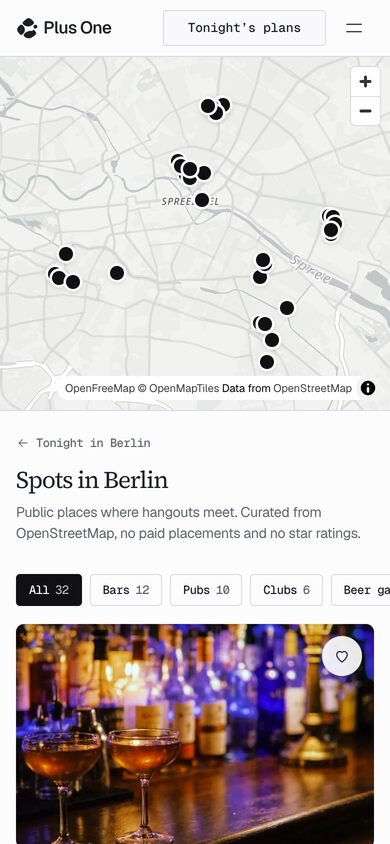 Plus One
Tonight's plans
Spree
OpenFreeMap © OpenMapTiles Data from OpenStreetMap
← Tonight in Berlin
Spots in Berlin
Public places where hangouts meet. Curated from
OpenStreetMap, no paid placements and no star ratings.
All 32 Bars 12 Pubs 10 Clubs 6 Beer ga